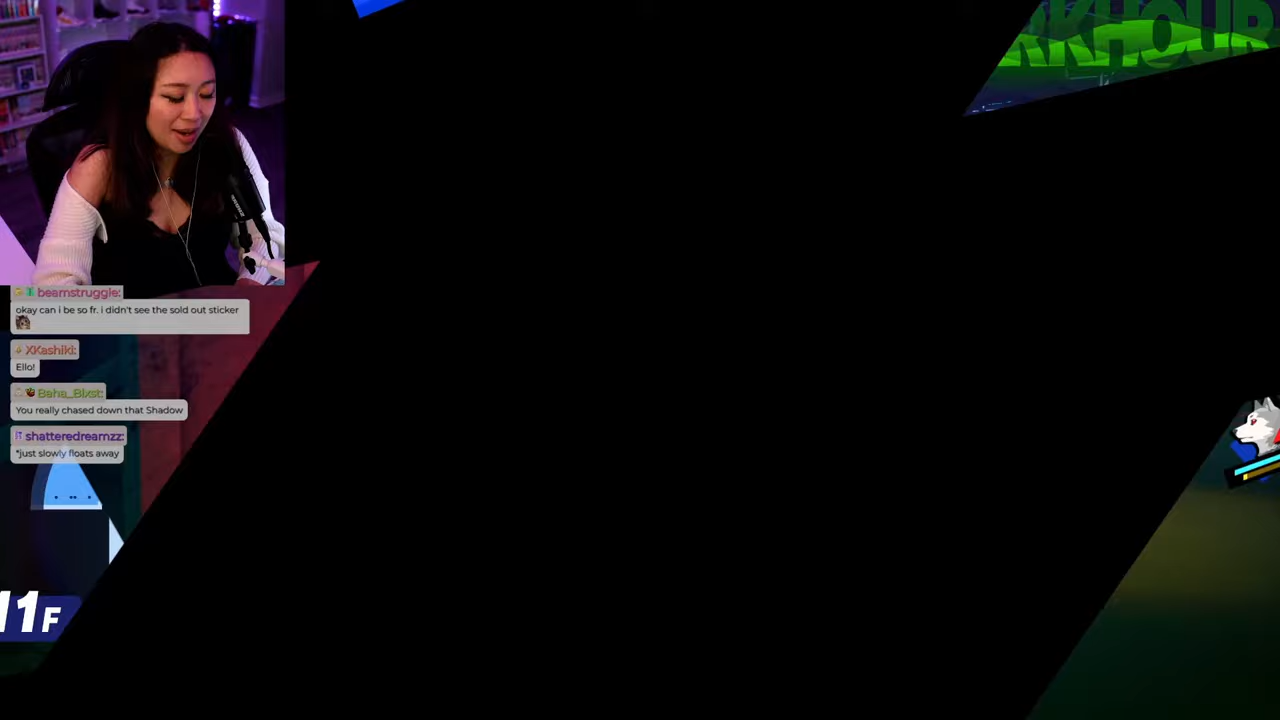 RKHOUR
beamstruggle:
okay can i be so fr. i didn't see the sold out sticker
XKashiki:
Ello!
Baha_Blxst:
You really chased down that Shadow
shatteredreamzz:
*just slowly floats away
11F